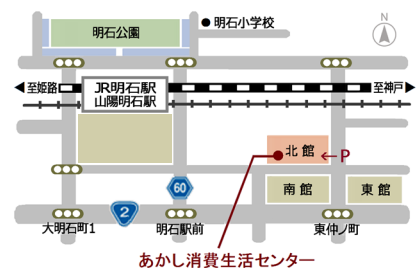 明石公園
明石小学校
N
至姫路
JR明石駅
山陽明石駅
至神戸
北館
P
60
南館
東館
2
大明石町1
明石駅前
東仲ノ町
あかし消費生活センター